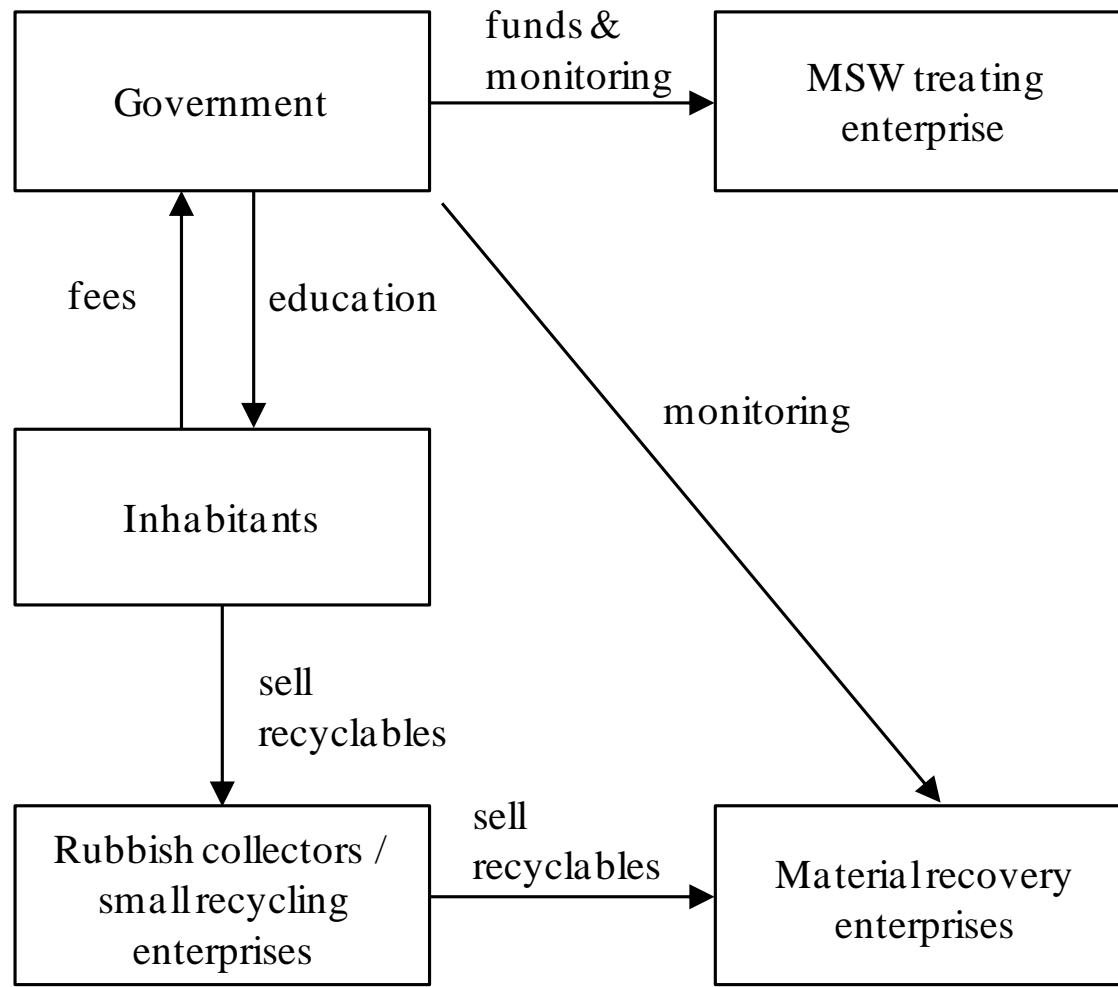 funds &
monitoring
Government
MSW treating
enterprise
fees
education
monitoring
Inhabitants
sell
recyclables
sell
recyclables
Rubbish collectors /
small recycling
enterprises
Material recovery
enterprises